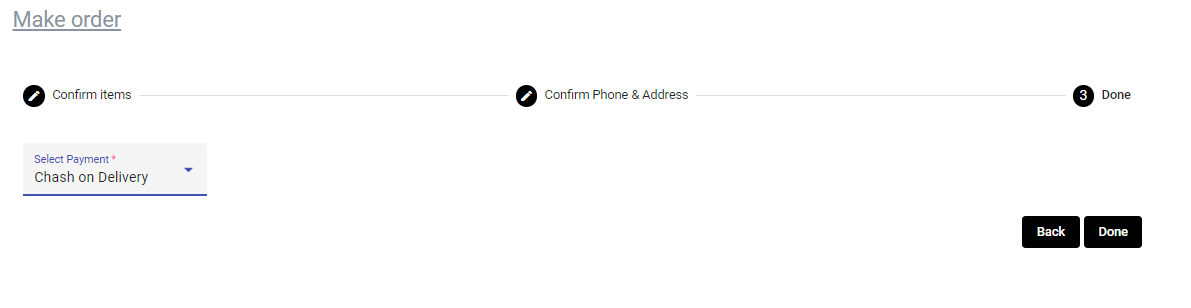 Make order
Confirm items
Confirm Phone & Address
3 Done
Select Payment *
Chash on Delivery
Back Done